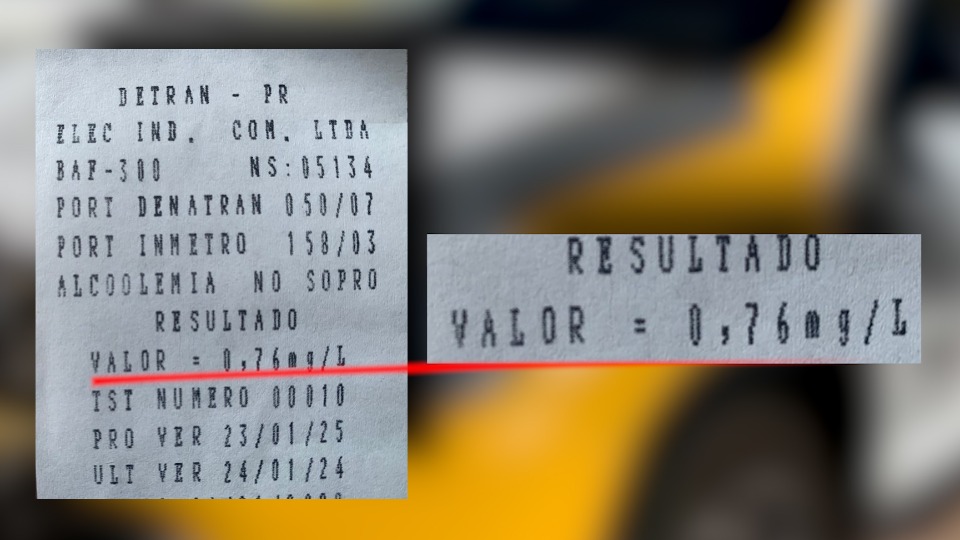 DETRAN - PR
ELEC IND. COM. LTDA
BAF-300 NS:05134
PORT DENATRAN 050/07
PORT INMETRO 158/03
ALCOOLEMIA NO SOPRO
RESULTADO
VALOR = 0,76mg/L
TST NUMERO 00010
PRO VER 23/01/25
ULT VER 24/01/24
RESULTADO
VALOR = 0,76mg/L